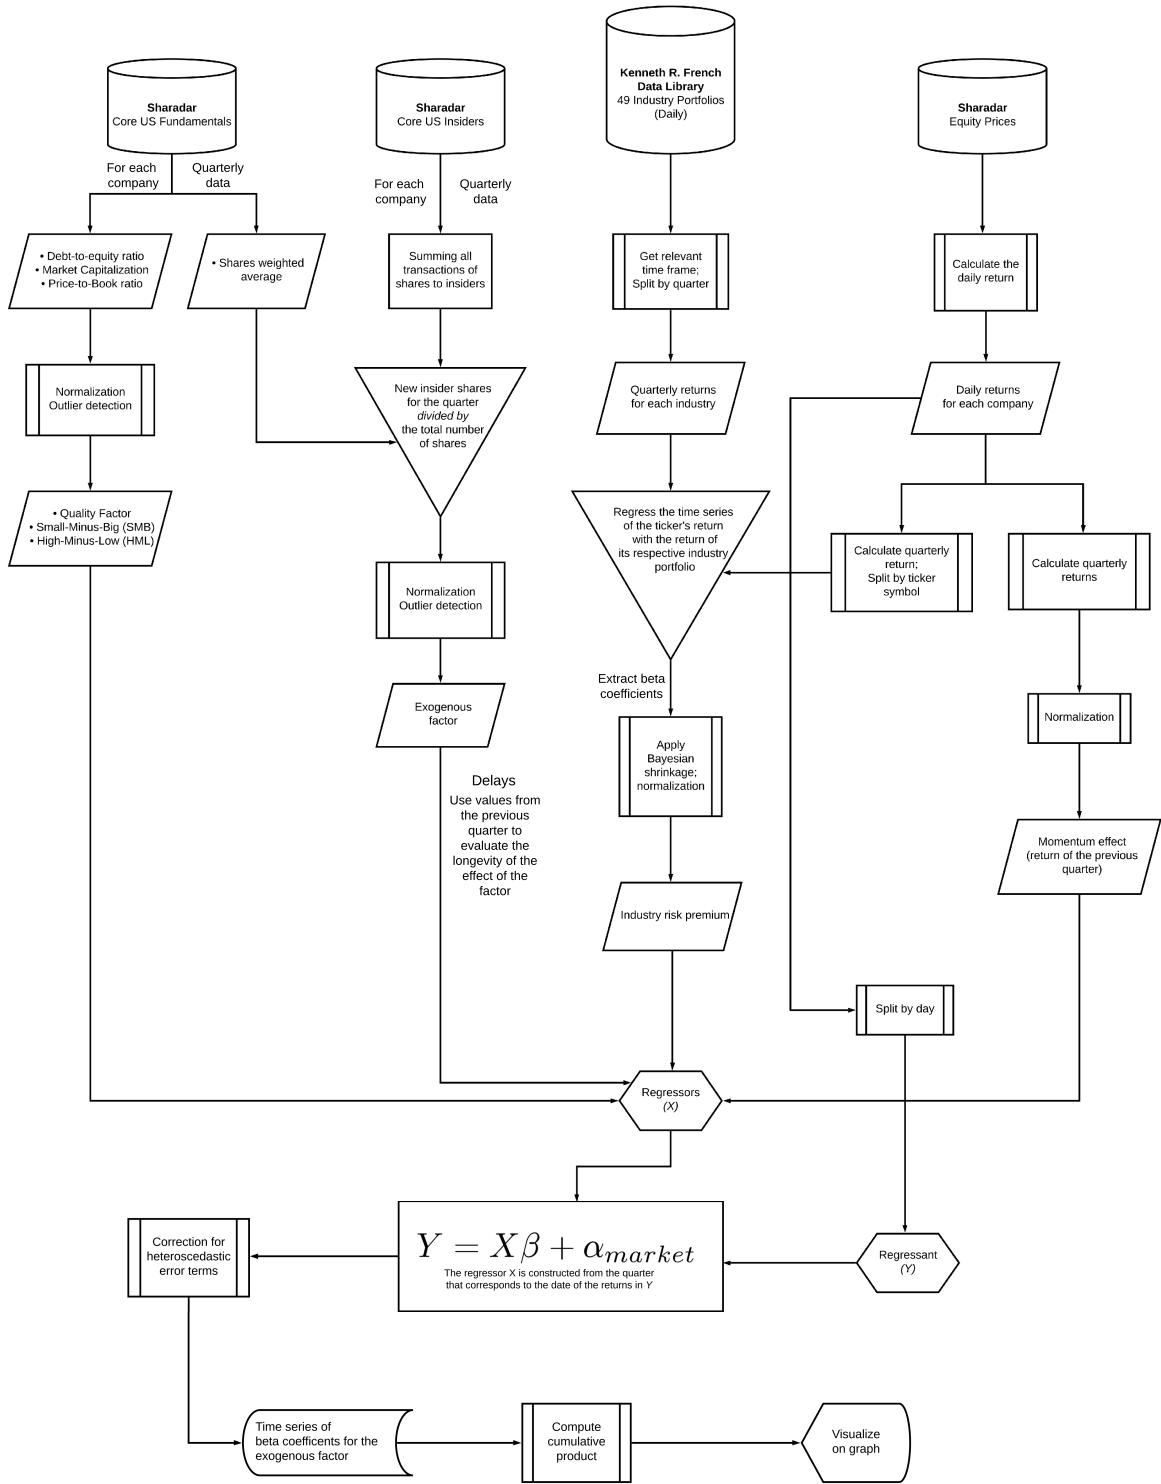 Kenneth R. French
Data Library
49 Industry Portfolios
(Daily)
Sharadar
Core US Fundamentals
Sharadar
Core US Insiders
Sharadar
Equity Prices
For each
company
Quarterly
data
For each
company
Quarterly
data
• Debt-to-equity ratio
• Market Capitalization
• Price-to-Book ratio
• Shares weighted
average
Summing all
transactions of
shares to insiders
Get relevant
time frame;
Split by quarter
Calculate the
daily return
Normalization
Outlier detection
New insider shares
for the quarter
divided by
the total number
of shares
Quarterly returns
for each industry
Daily returns
for each company
• Quality Factor
• Small-Minus-Big (SMB)
• High-Minus-Low (HML)
Regress the time series
of the ticker's return
with the return of
its respective industry
portfolio
Calculate quarterly
return;
Split by ticker
symbol
Calculate quarterly
returns
Normalization
Outlier detection
Extract beta
coefficients
Exogenous
factor
Normalization
Apply
Bayesian
shrinkage;
normalization
Delays
Use values from
the previous
quarter to
evaluate the
longevity of the
effect of the
factor
Momentum effect
(return of the previous
quarter)
Industry risk premium
Split by day
Regressors
(X)
Y = Xβ + α_market
The regressor X is constructed from the quarter
that corresponds to the date of the returns in Y
Correction for
heteroscedastic
error terms
Regressant
(Y)
Time series of
beta coefficents for the
exogenous factor
Compute
cumulative
product
Visualize
on graph